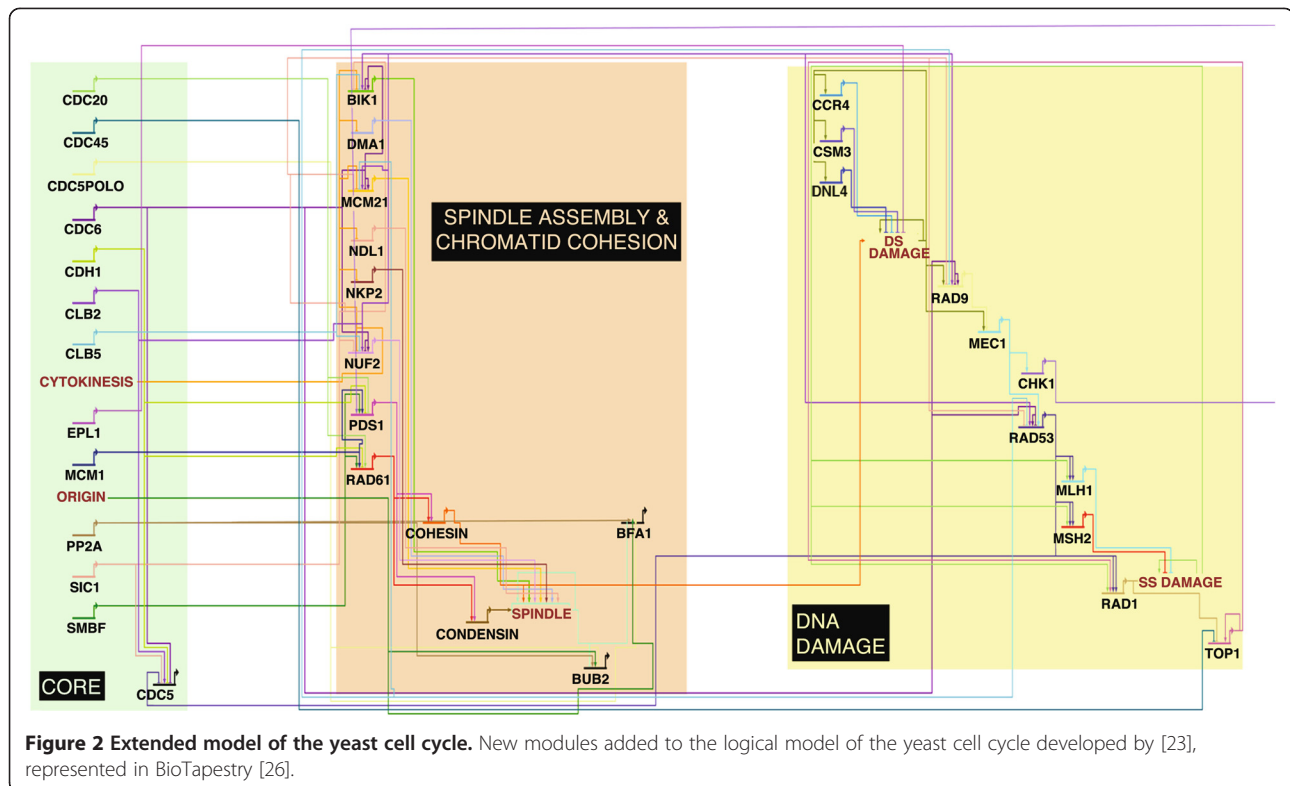 CDC20
CDC45
CDC5POLO
CDC6
CDH1
CLB2
CLB5
CYTOKINESIS
EPL1
MCM1
ORIGIN
PP2A
SIC1
SMBF
CORE
CDC5
BIK1
DMA1
MCM21
NDL1
NKP2
NUF2
PDS1
RAD61
SPINDLE ASSEMBLY &
CHROMATID COHESION
COHESIN
BFA1
SPINDLE
CONDENSIN
BUB2
CCR4
CSM3
DNL4
DS
DAMAGE
RAD9
MEC1
CHK1
RAD53
MLH1
MSH2
SS DAMAGE
RAD1
TOP1
DNA
DAMAGE
Figure 2 Extended model of the yeast cell cycle. New modules added to the logical model of the yeast cell cycle developed by [23],
represented in BioTapestry [26].